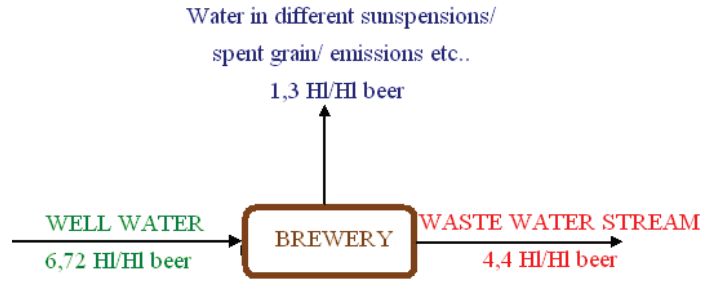 Water in different sunspensions/
spent grain/ emissions etc..
1,3 Hl/Hl beer
WELL WATER
6,72 Hl/Hl beer
BREWERY
WASTE WATER STREAM
4,4 Hl/Hl beer